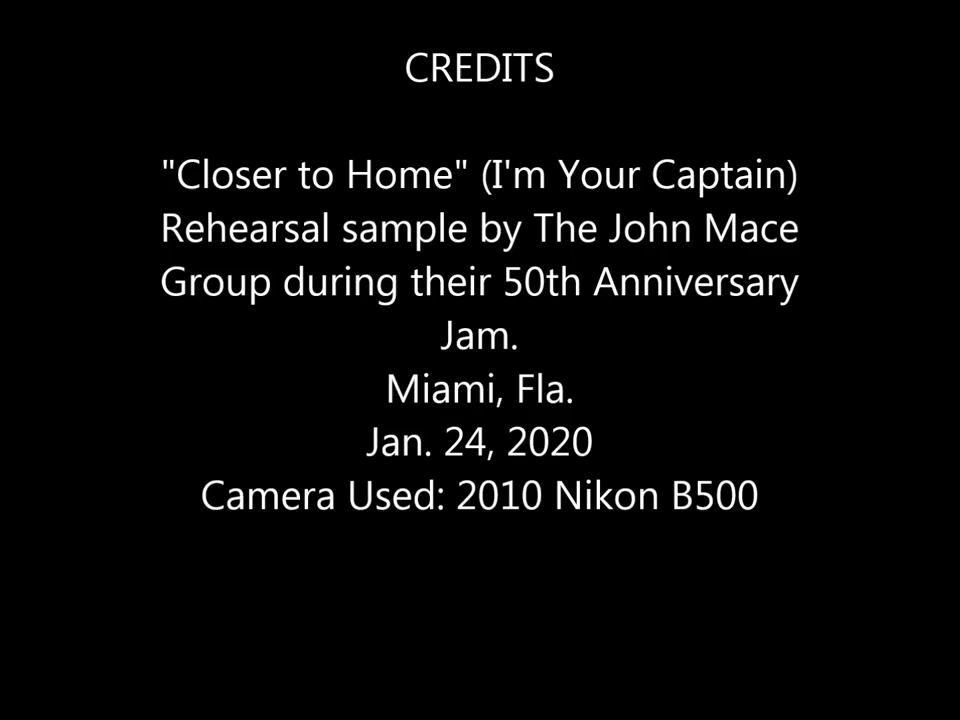 CREDITS
"Closer to Home" (I'm Your Captain)
Rehearsal sample by The John Mace
Group during their 50th Anniversary
Jam.
Miami, Fla.
Jan. 24, 2020
Camera Used: 2010 Nikon B500